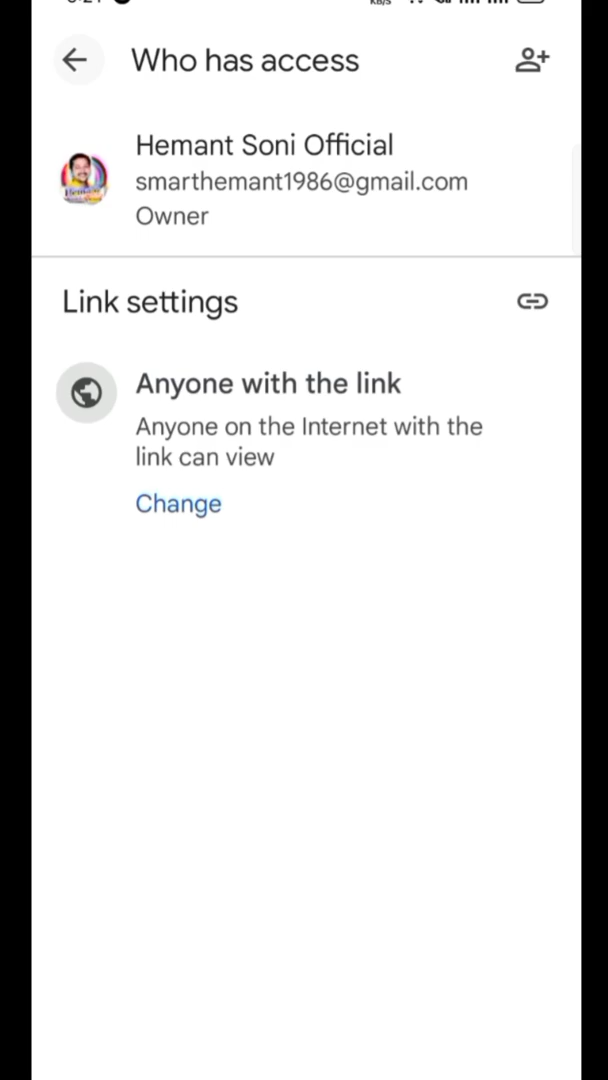 Who has access
Hemant Soni Official
smarthemant1986@gmail.com
Owner
Link settings
Anyone with the link
Anyone on the Internet with the
link can view
Change